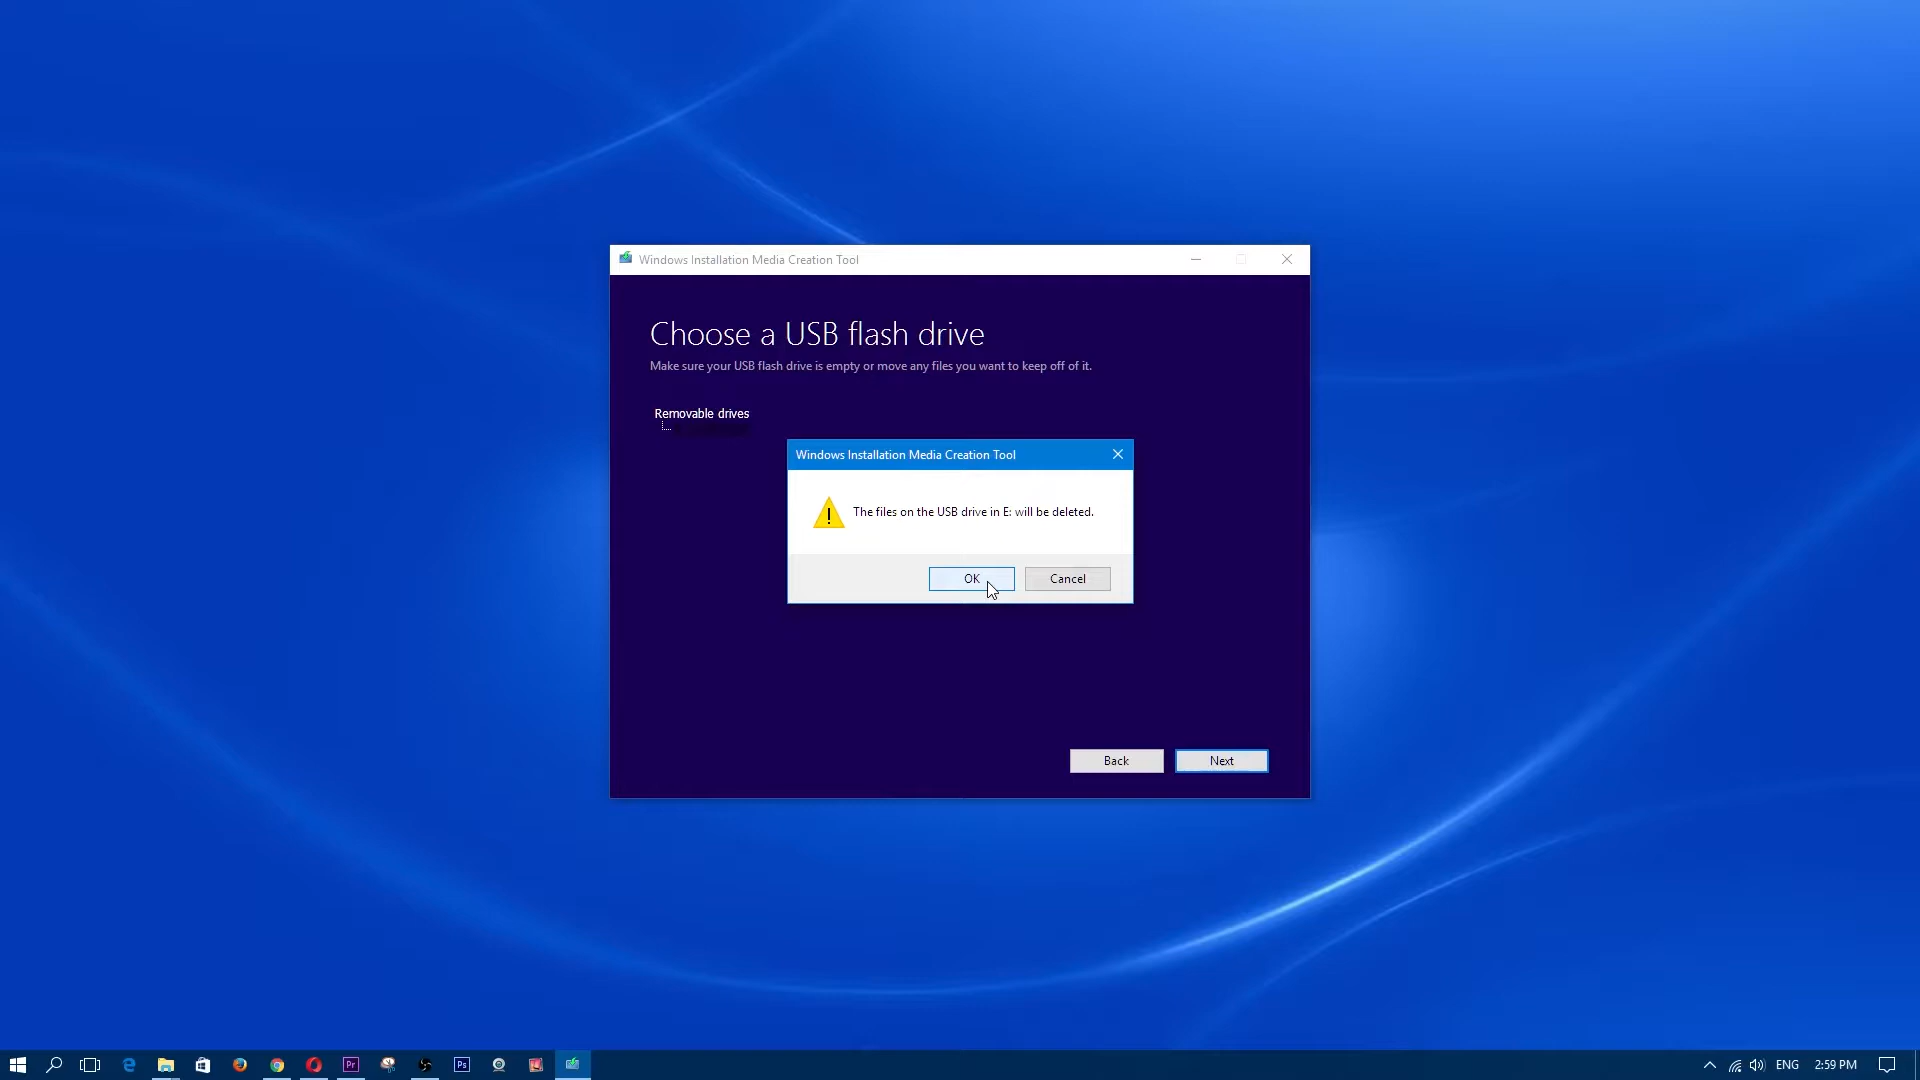 Windows Installation Media Creation Tool
Choose a USB flash drive
Make sure your USB flash drive is empty or move any files you want to keep off of it.
Removable drives
Windows Installation Media Creation Tool
The files on the USB drive in E: will be deleted.
OK
Cancel
Back
Next
Pr
Ps
ENG
2:59 PM